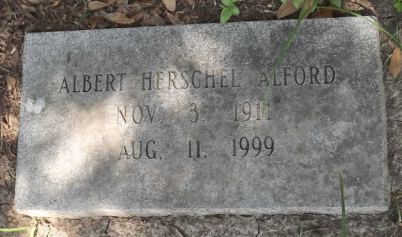 ALBERT HERSCHEL ALFORD
NOV. 3, 1911
AUG. 11, 1999